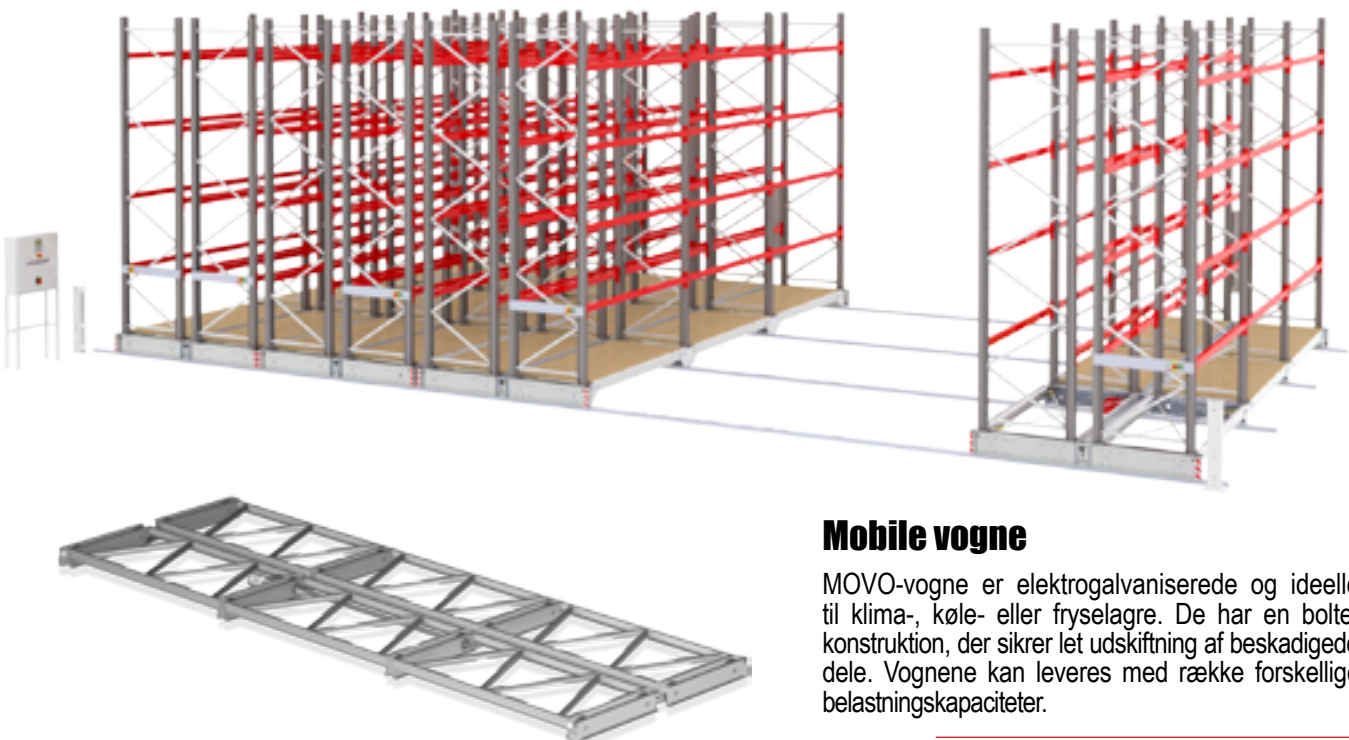 Mobile vogne
MOVO-vogne er elektrogalvaniserede og ideelle
til klima-, køle- eller fryselagre. De har en bolte
konstruktion, der sikrer let udskiftning af beskadigede
dele. Vognene kan leveres med række forskellige
belastningskapaciteter.